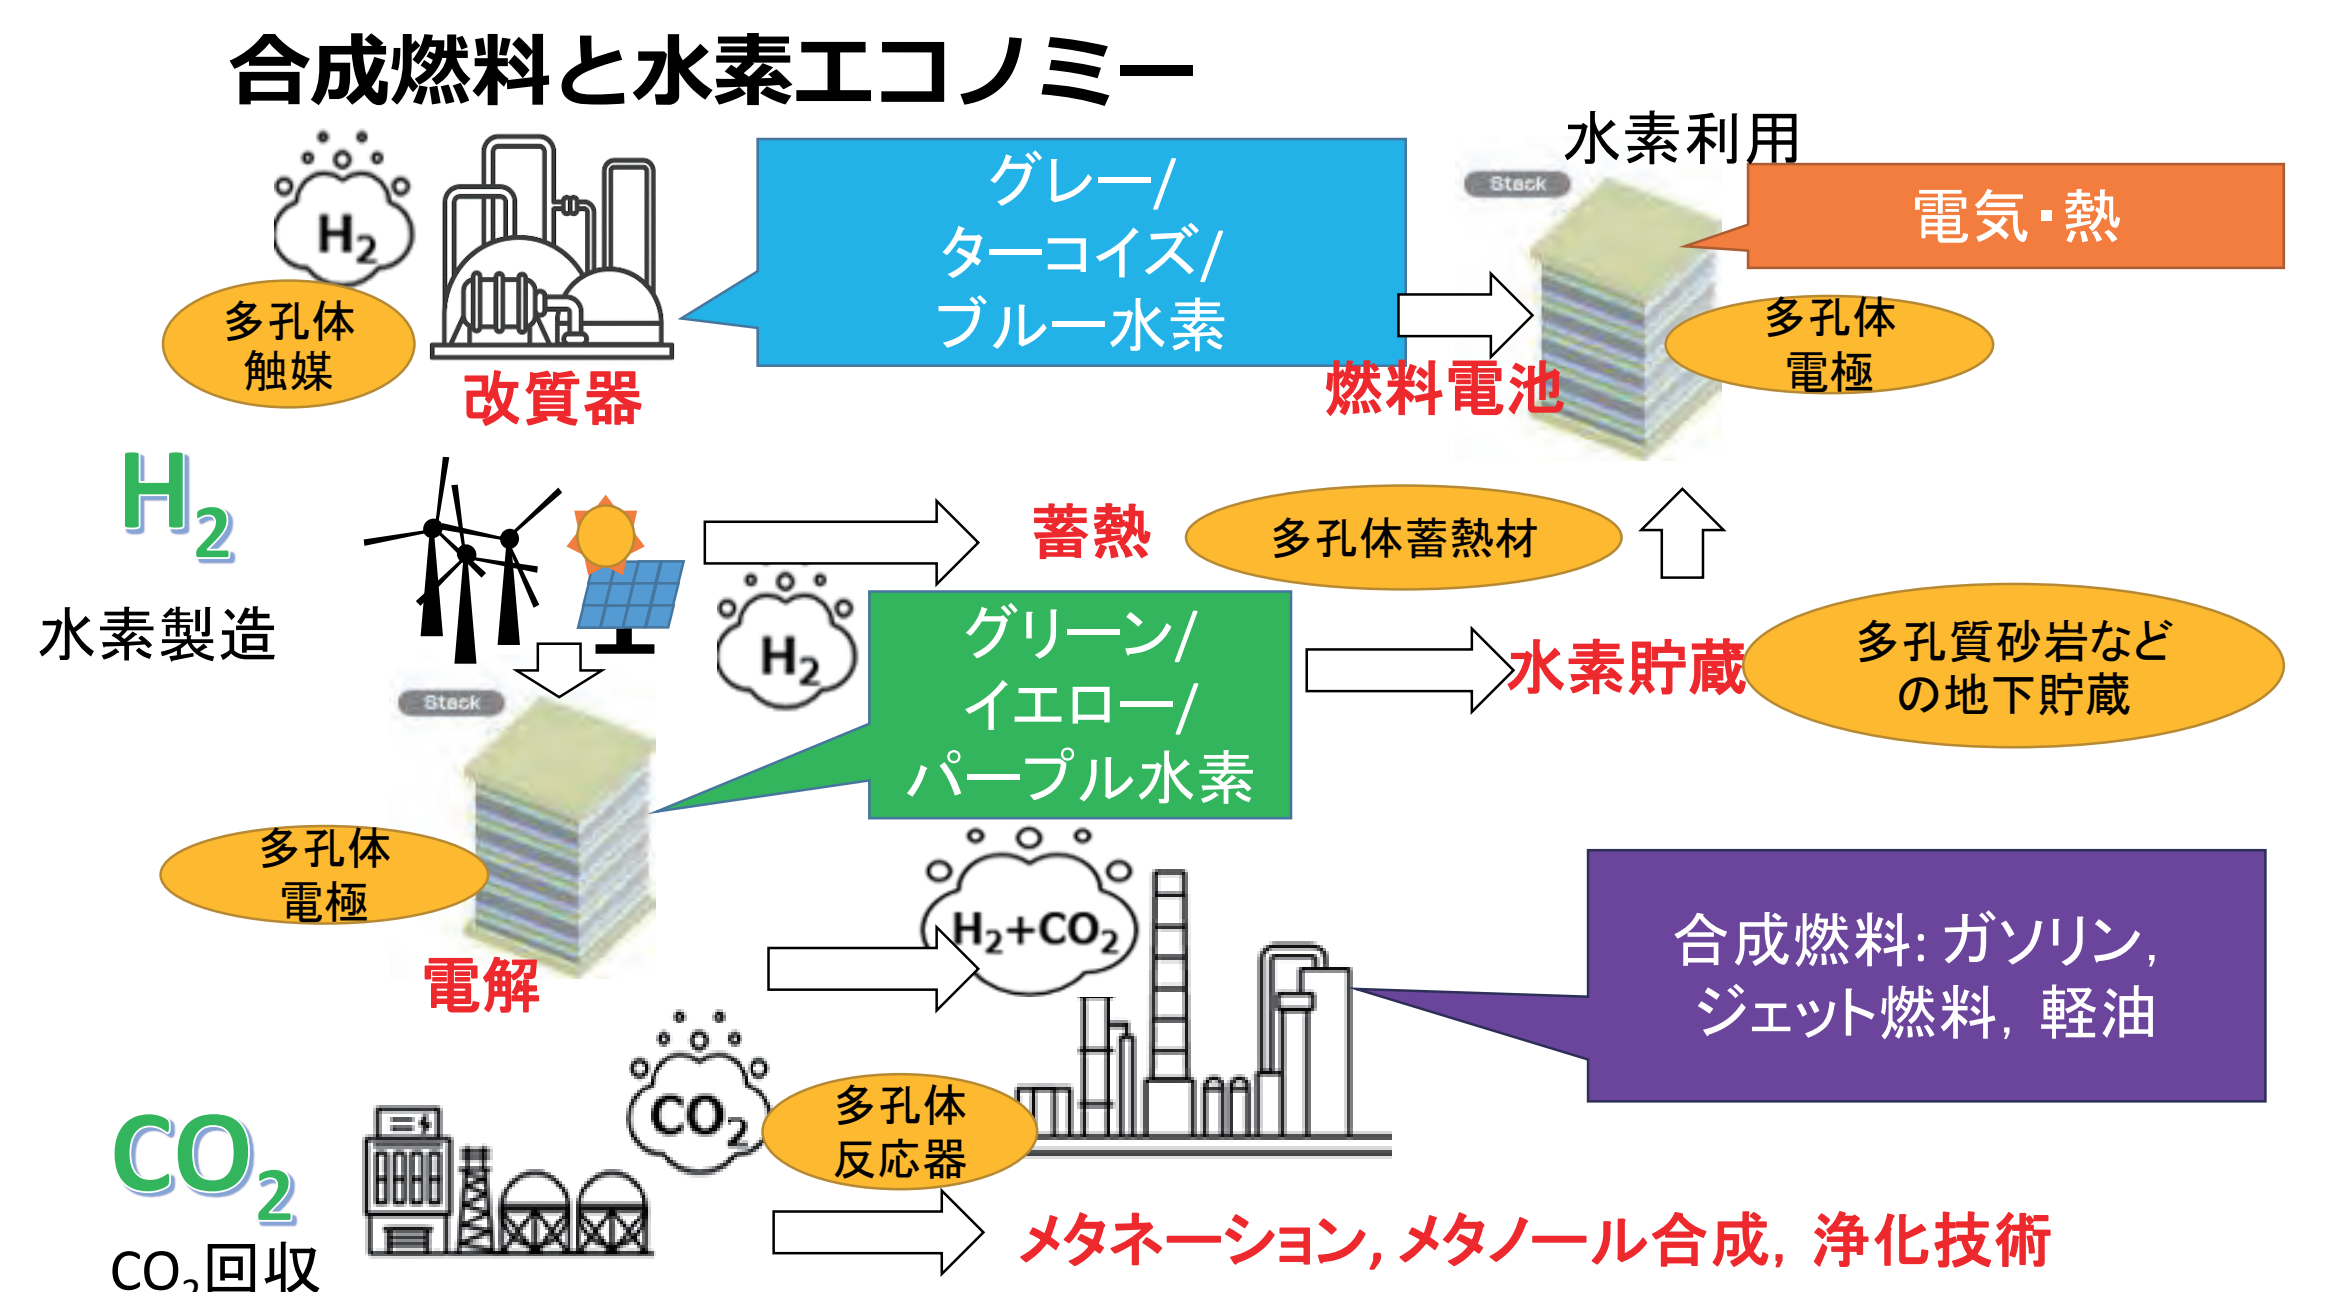 合成燃料と水素エコノミー
水素利用
グレー/
ターコイズ/
ブルー水素
Stack
電気・熱
H₂
多孔体
触媒
改質器
燃料電池
多孔体
電極
H₂
水素製造
蓄熱
多孔体蓄熱材
H₂
グリーン/
イエロー/
パープル水素
水素貯蔵
多孔質砂岩など
の地下貯蔵
Stack
多孔体
電極
電解
H₂+CO₂
合成燃料: ガソリン,
ジェット燃料, 軽油
CO₂
多孔体
反応器
CO₂
CO₂回収
メタネーション, メタノール合成, 浄化技術